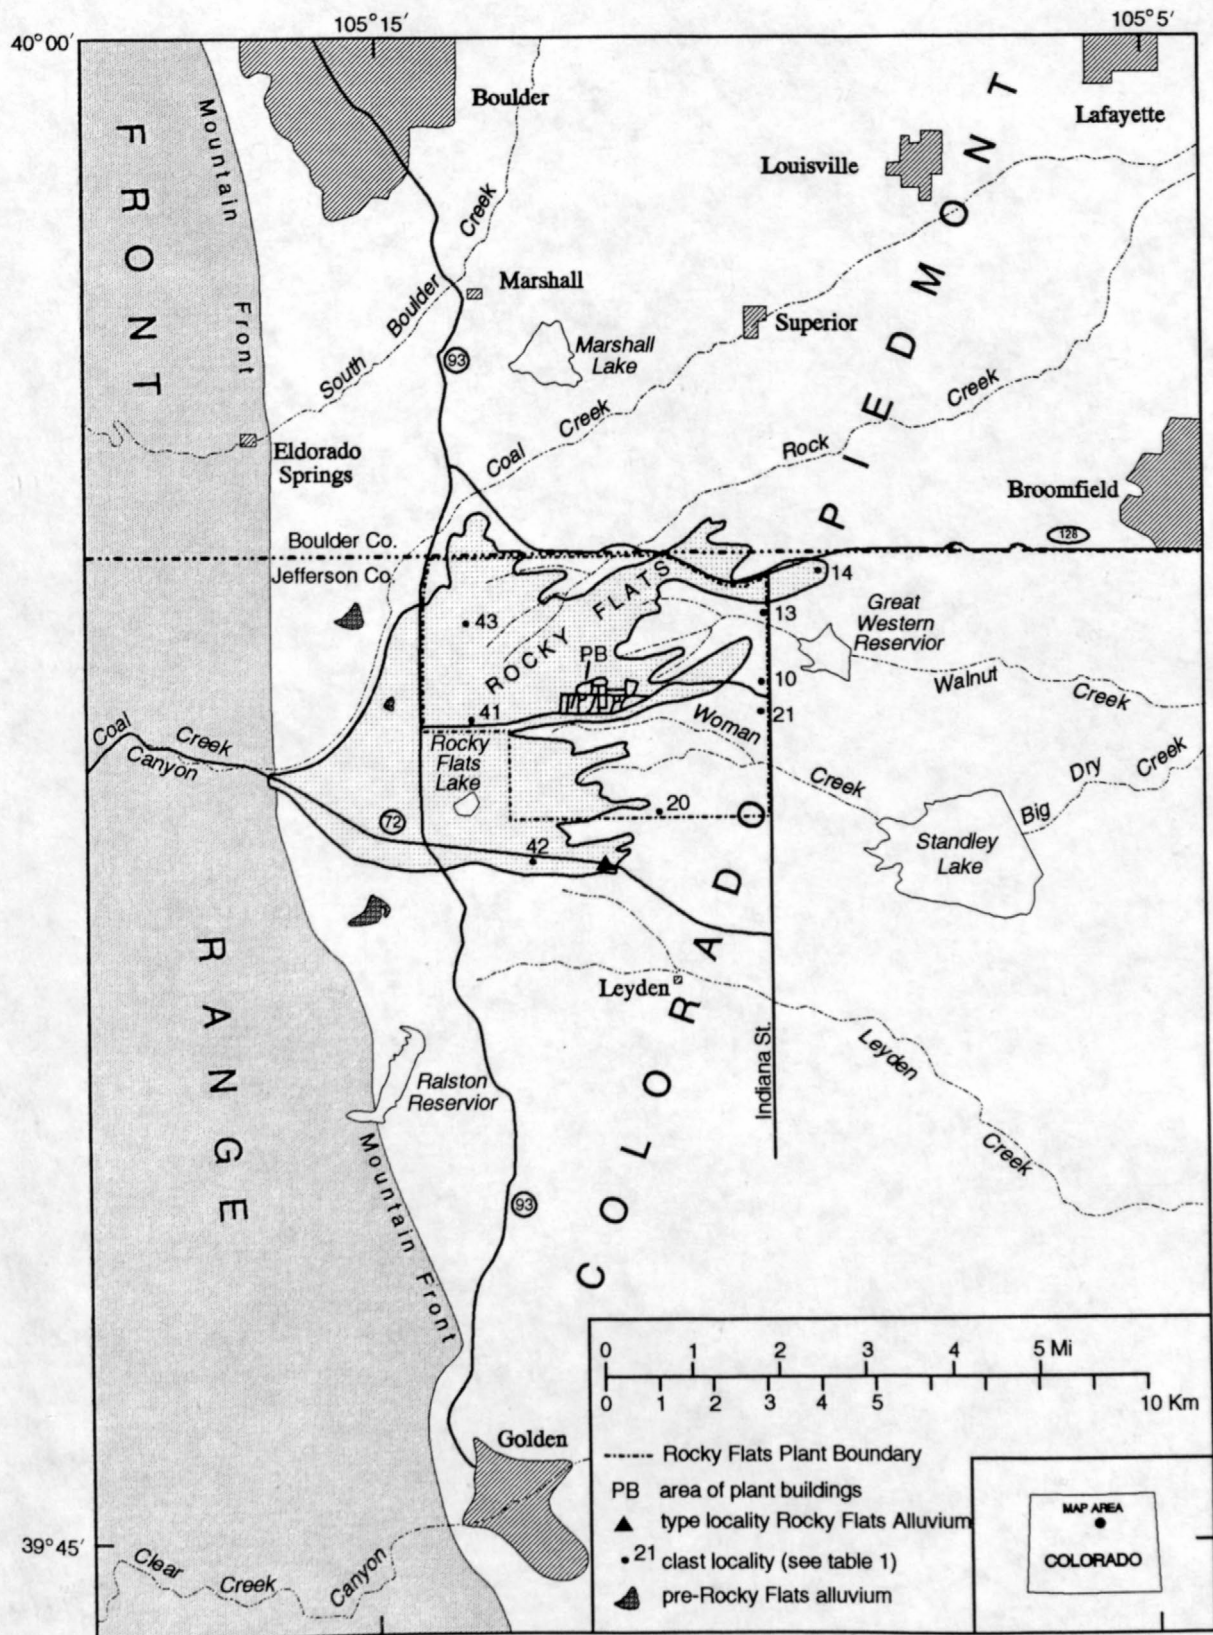 105°15′
105°5′
40°00′
Boulder
Lafayette
Louisville
Mountain
Front
FRONT
RANGE
COLORADO
PIEDMONT
South Boulder Creek
Marshall
93
Marshall
Lake
Superior
Coal Creek
Rock Creek
Eldorado
Springs
Broomfield
Boulder Co.
128
Jefferson Co.
14
43
ROCKY FLATS
13
Great
Western
Reservior
PB
10
Walnut Creek
41
21
Coal Creek
Canyon
Rocky
Flats
Lake
Woman Creek
Big Dry Creek
20
72
42
Standley
Lake
Leyden
Leyden Creek
Indiana St.
Ralston
Reservior
Mountain Front
93
0 1 2 3 4 5 Mi
0 1 2 3 4 5 10 Km
Golden
Rocky Flats Plant Boundary
PB area of plant buildings
type locality Rocky Flats Alluvium
21 clast locality (see table 1)
pre-Rocky Flats alluvium
MAP AREA
COLORADO
39°45′
Clear Creek Canyon